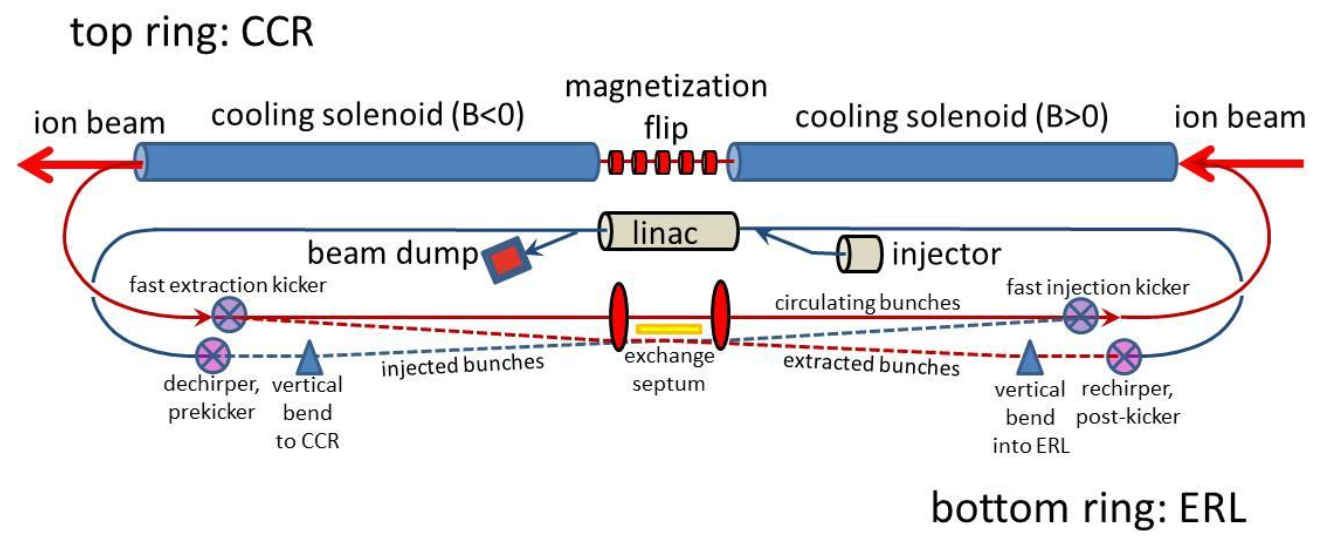 top ring: CCR
magnetization
flip
ion beam
cooling solenoid (B<0)
cooling solenoid (B>0)
ion beam
linac
beam dump
injector
fast extraction kicker
circulating bunches
fast injection kicker
injected bunches
exchange
septum
extracted bunches
dechirper,
prekicker
vertical
bend
to CCR
vertical
bend
into ERL
rechirper,
post-kicker
bottom ring: ERL